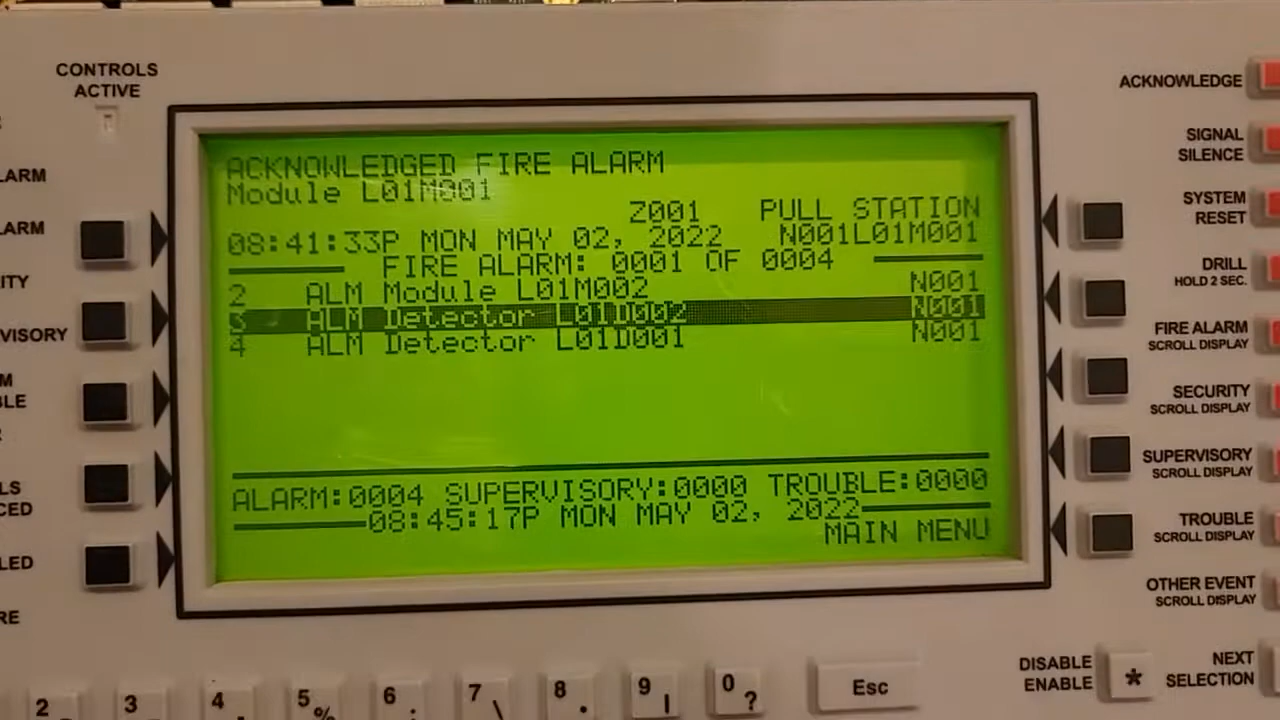 CONTROLS
ACTIVE
LARM
LARM
ITY
VISORY
M
LE
LS
CED
LED
RE
ACKNOWLEDGED FIRE ALARM
Module L01M001
Z001 PULL STATION
08:41:33P MON MAY 02, 2022 N001L01M001
FIRE ALARM: 0001 OF 0004
2 ALM Module L01M002 N001
3 ALM Detector L01D002 N001
4 ALM Detector L01D001 N001
ALARM:0004 SUPERVISORY:0000 TROUBLE:0000
08:45:17P MON MAY 02, 2022
MAIN MENU
ACKNOWLEDGE
SIGNAL
SILENCE
SYSTEM
RESET
DRILL
HOLD 2 SEC.
FIRE ALARM
SCROLL DISPLAY
SECURITY
SCROLL DISPLAY
SUPERVISORY
SCROLL DISPLAY
TROUBLE
SCROLL DISPLAY
OTHER EVENT
SCROLL DISPLAY
DISABLE
ENABLE
*
NEXT
SELECTION
2 3 4 . 5 % 6 : 7 \ 8 . 9 | 0 ?
Esc